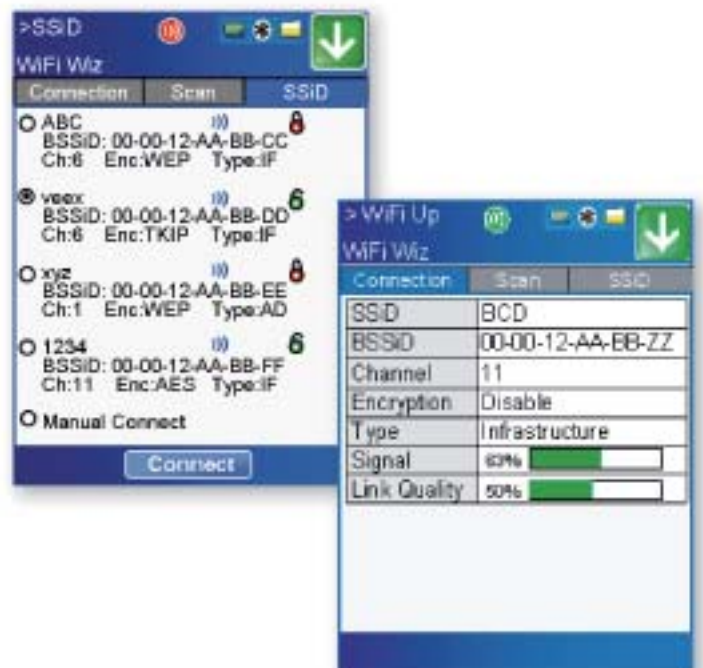 >SSiD
WiFi Wiz
Connection Scan SSiD
ABC
BSSiD: 00-00-12-AA-BB-CC
Ch:6 Enc:WEP Type:IF
veex
BSSiD: 00-00-12-AA-BB-DD
Ch:6 Enc:TKIP Type:IF
xyz
BSSiD: 00-00-12-AA-BB-EE
Ch:1 Enc:WEP Type:AD
1234
BSSiD: 00-00-12-AA-BB-FF
Ch:11 Enc:AES Type:IF
Manual Connect
Connect
> WiFi Up
WiFi Wiz
Connection Scan SSiD
SSiD BCD
BSSiD 00-00-12-AA-BB-ZZ
Channel 11
Encryption Disable
Type Infrastructure
Signal 63%
Link Quality 50%